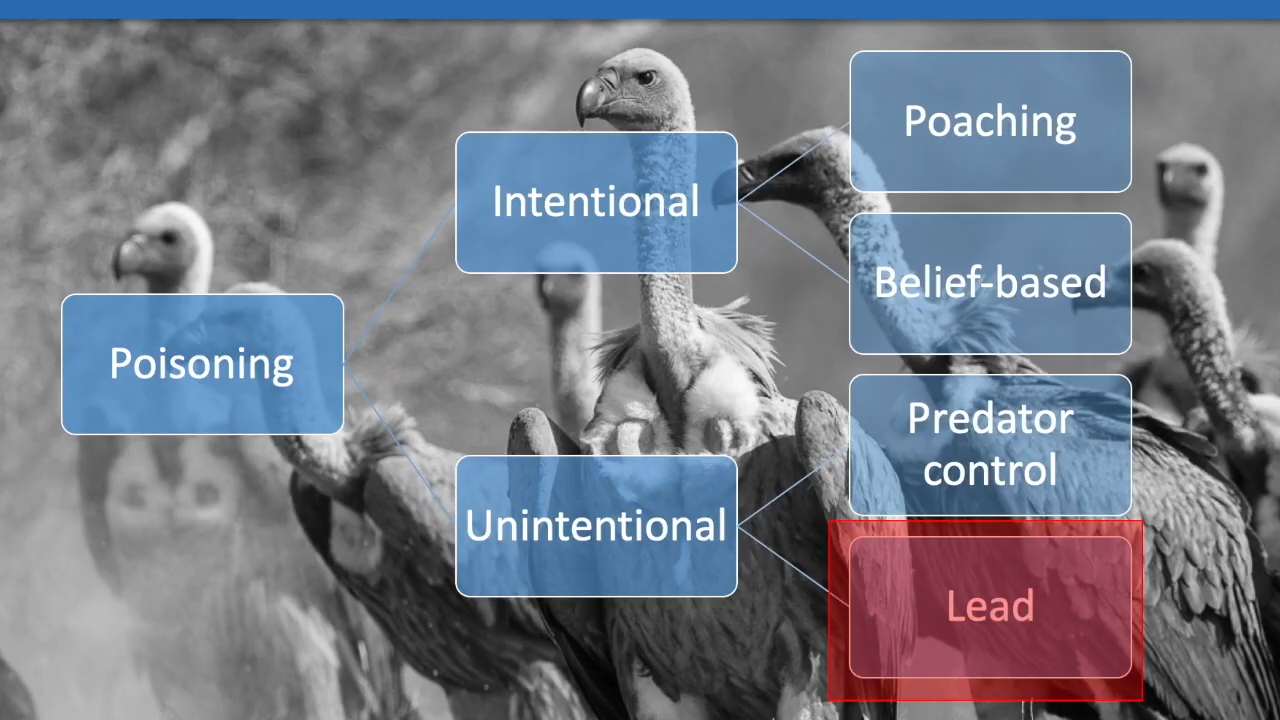 Poisoning
Intentional
Unintentional
Poaching
Belief-based
Predator
control
Lead